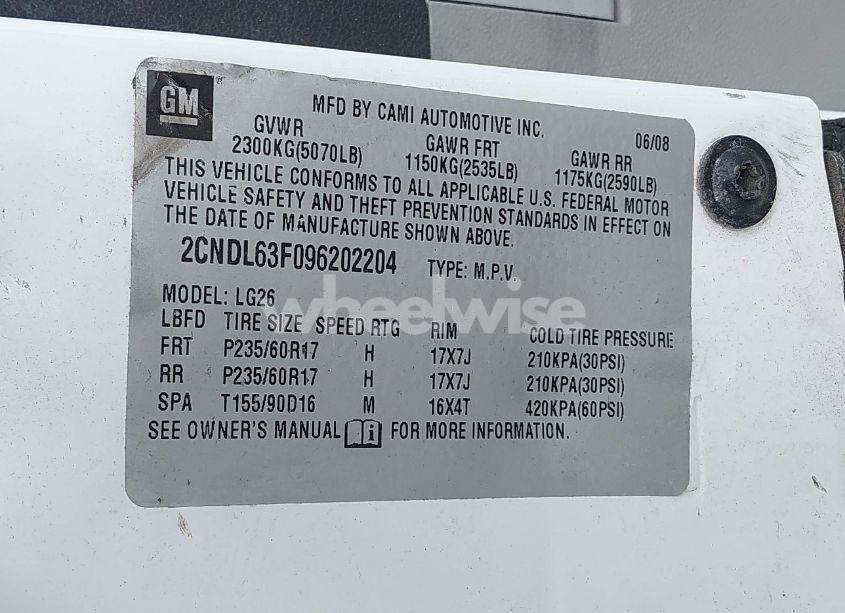 GM
MFD BY CAMI AUTOMOTIVE INC.
06/08
GVWR GAWR FRT GAWR RR
2300KG(5070LB) 1150KG(2535LB) 1175KG(2590LB)
THIS VEHICLE CONFORMS TO ALL APPLICABLE U.S. FEDERAL MOTOR
VEHICLE SAFETY AND THEFT PREVENTION STANDARDS IN EFFECT ON
THE DATE OF MANUFACTURE SHOWN ABOVE.
2CNDL63F096202204 TYPE: M.P.V.
MODEL: LG26
wheelwise
LBFD TIRE SIZE SPEED RTG RIM COLD TIRE PRESSURE
FRT P235/60R17 H 17X7J 210KPA(30PSI)
RR P235/60R17 H 17X7J 210KPA(30PSI)
SPA T155/90D16 M 16X4T 420KPA(60PSI)
SEE OWNER'S MANUAL i FOR MORE INFORMATION.